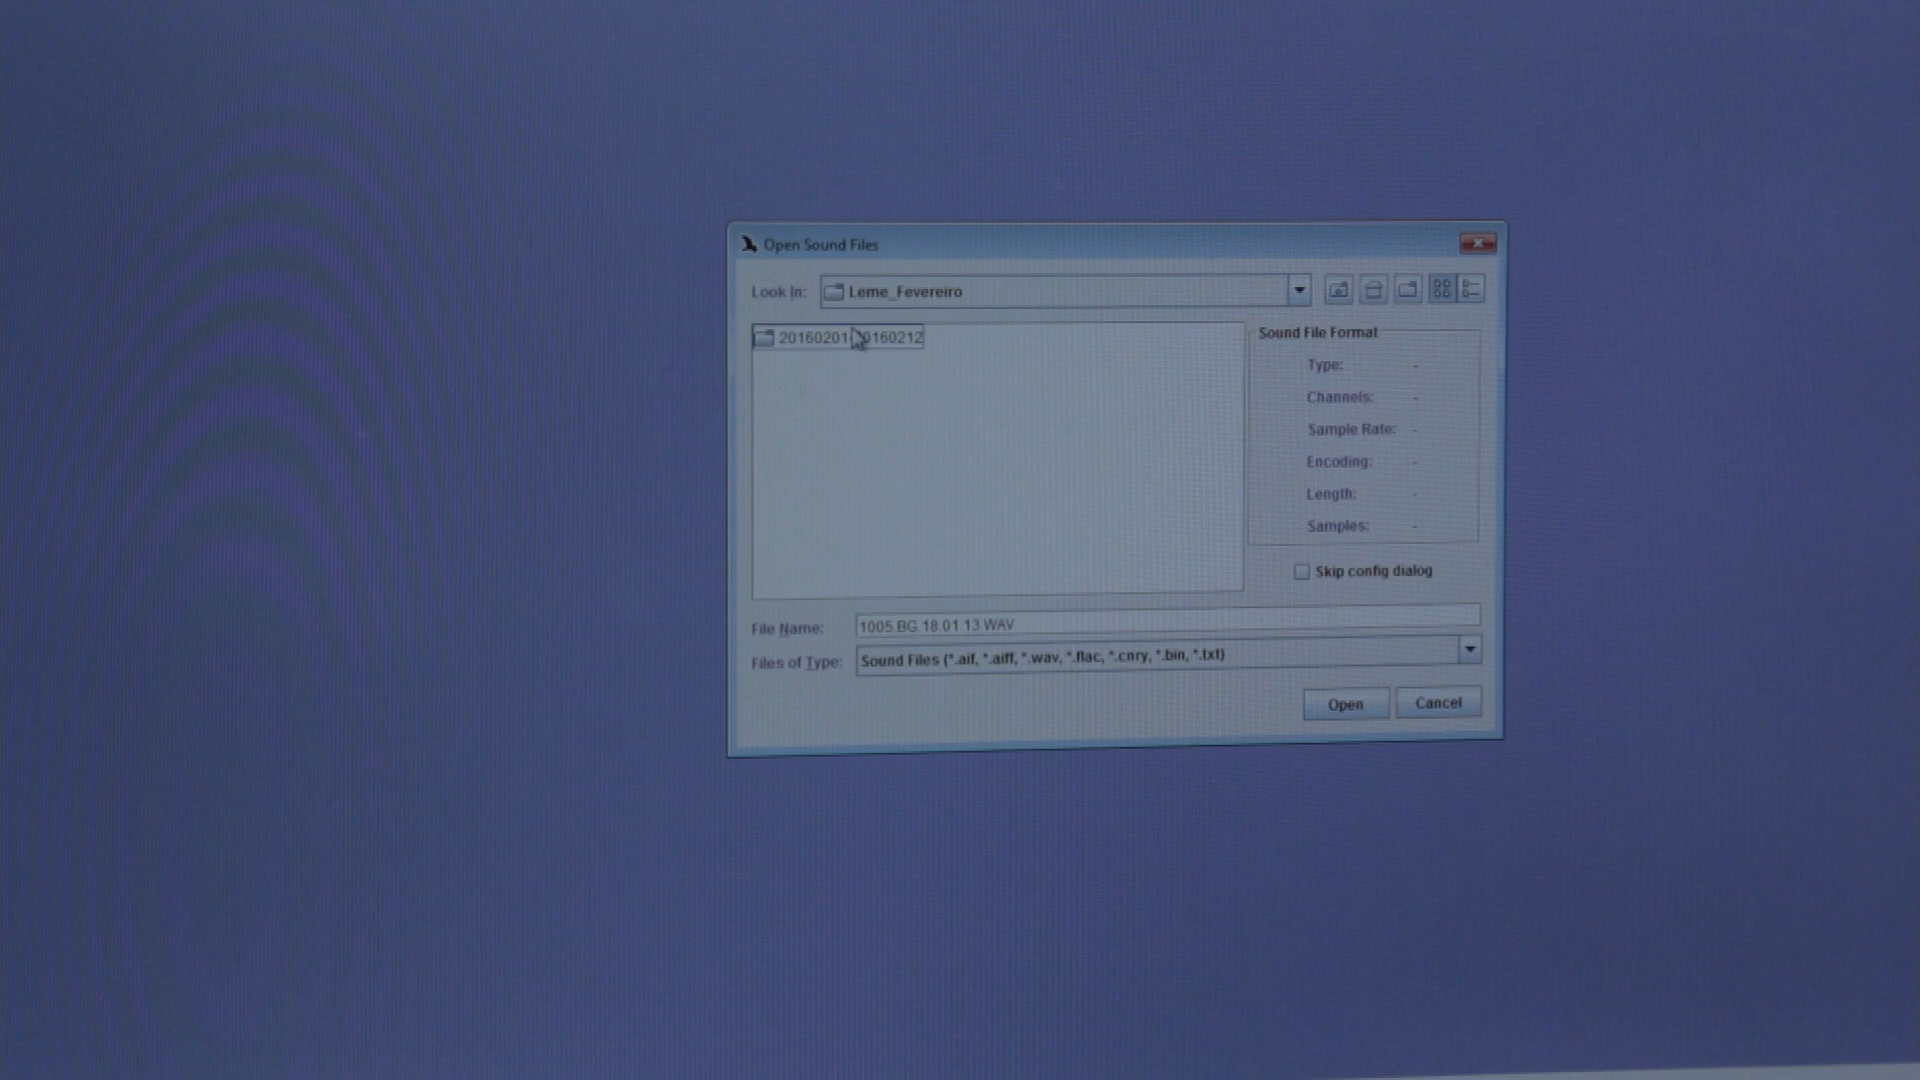 Open Sound Files
Look In: Leme_Fevereiro
Sound File Format
Type: -
Channels: -
Sample Rate: -
Encoding: -
Length: -
Samples: -
Skip config dialog
File Name: 1005.BG.18.01.13.WAV
Files of Type: Sound Files (*.aif, *.aiff, *.wav, *.flac, *.cnry, *.bin, *.txt)
Open Cancel